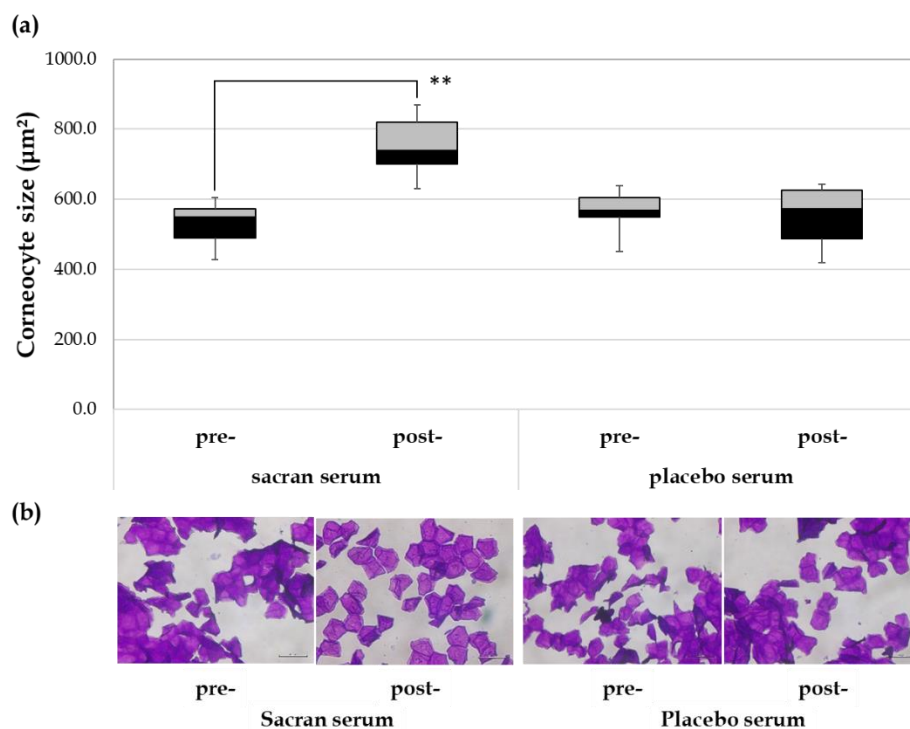 (a)
1000.0
**
800.0
600.0
400.0
200.0
0.0
Corneocyte size (µm²)
pre- post- pre- post-
sacran serum placebo serum
(b)
pre- post- pre- post-
Sacran serum Placebo serum